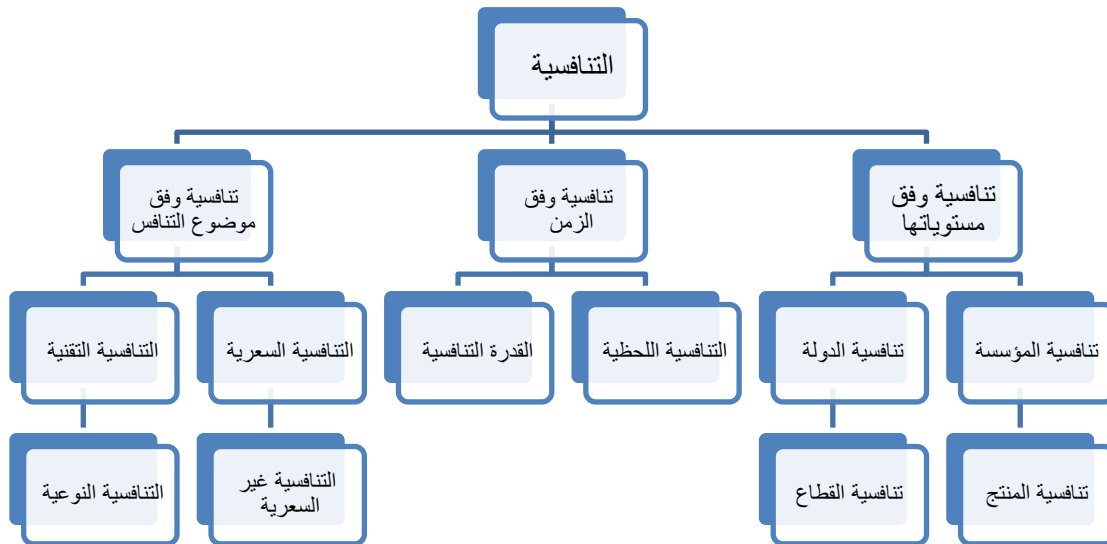 التنافسية
تنافسية وفق
مستوياتها
تنافسية وفق
الزمن
تنافسية وفق
موضوع التنافس
تنافسية المؤسسة
تنافسية الدولة
التنافسية اللحظية
القدرة التنافسية
التنافسية السعرية
التنافسية التقنية
تنافسية المنتج
تنافسية القطاع
التنافسية غير
السعرية
التنافسية النوعية